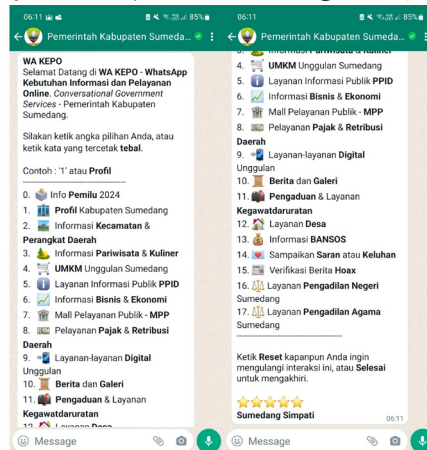 06:11
85%
Pemerintah Kabupaten Sumeda...
WA KEPO
Selamat Datang di WA KEPO - WhatsApp
Kebutuhan Informasi dan Pelayanan
Online. Conversational Government
Services - Pemerintah Kabupaten
Sumedang.
Silakan ketik angka pilihan Anda, atau
ketik kata yang tercetak tebal.
Contoh : '1' atau Profil
0. Info Pemilu 2024
1. Profil Kabupaten Sumedang
2. Informasi Kecamatan &
Perangkat Daerah
3. Informasi Pariwisata & Kuliner
4. UMKM Unggulan Sumedang
5. Layanan Informasi Publik PPID
6. Informasi Bisnis & Ekonomi
7. Mall Pelayanan Publik - MPP
8. Pelayanan Pajak & Retribusi
Daerah
9. Layanan-layanan Digital
Unggulan
10. Berita dan Galeri
11. Pengaduan & Layanan
Kegawatdaruratan
12. Layanan Desa
Message
06:11
85%
Pemerintah Kabupaten Sumeda...
3. Informasi Pariwisata & Kuliner
4. UMKM Unggulan Sumedang
5. Layanan Informasi Publik PPID
6. Informasi Bisnis & Ekonomi
7. Mall Pelayanan Publik - MPP
8. Pelayanan Pajak & Retribusi
Daerah
9. Layanan-layanan Digital
Unggulan
10. Berita dan Galeri
11. Pengaduan & Layanan
Kegawatdaruratan
12. Layanan Desa
13. Informasi BANSOS
14. Sampaikan Saran atau Keluhan
15. Verifikasi Berita Hoax
16. Layanan Pengadilan Negeri
Sumedang
17. Layanan Pengadilan Agama
Sumedang
Ketik Reset kapanpun Anda ingin
mengulangi interaksi ini, atau Selesai
untuk mengakhiri.
Sumedang Simpati
06:11
Message